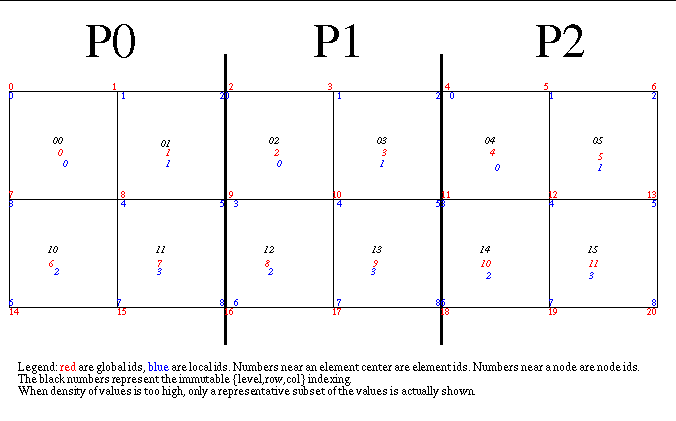 P0 P1 P2
0 1 2 3 4 5 6
0 1 2 0 1 2 0 1 2
00 01 02 03 04 05
0 1 2 3 4 5
0 1 0 1 0 1
7 8 9 10 11 12 13
3 4 5 3 4 5 3 4 5
10 11 12 13 14 15
6 7 8 9 10 11
2 3 2 3 2 3
7 8 6 7 8 7 8
14 15 16 17 18 19 20
Legend: red are global ids, blue are local ids. Numbers near an element center are element ids. Numbers near a node are node ids.
The black numbers represent the immutable {level,row,col} indexing.
When density of values is too high, only a representative subset of the values is actually shown.